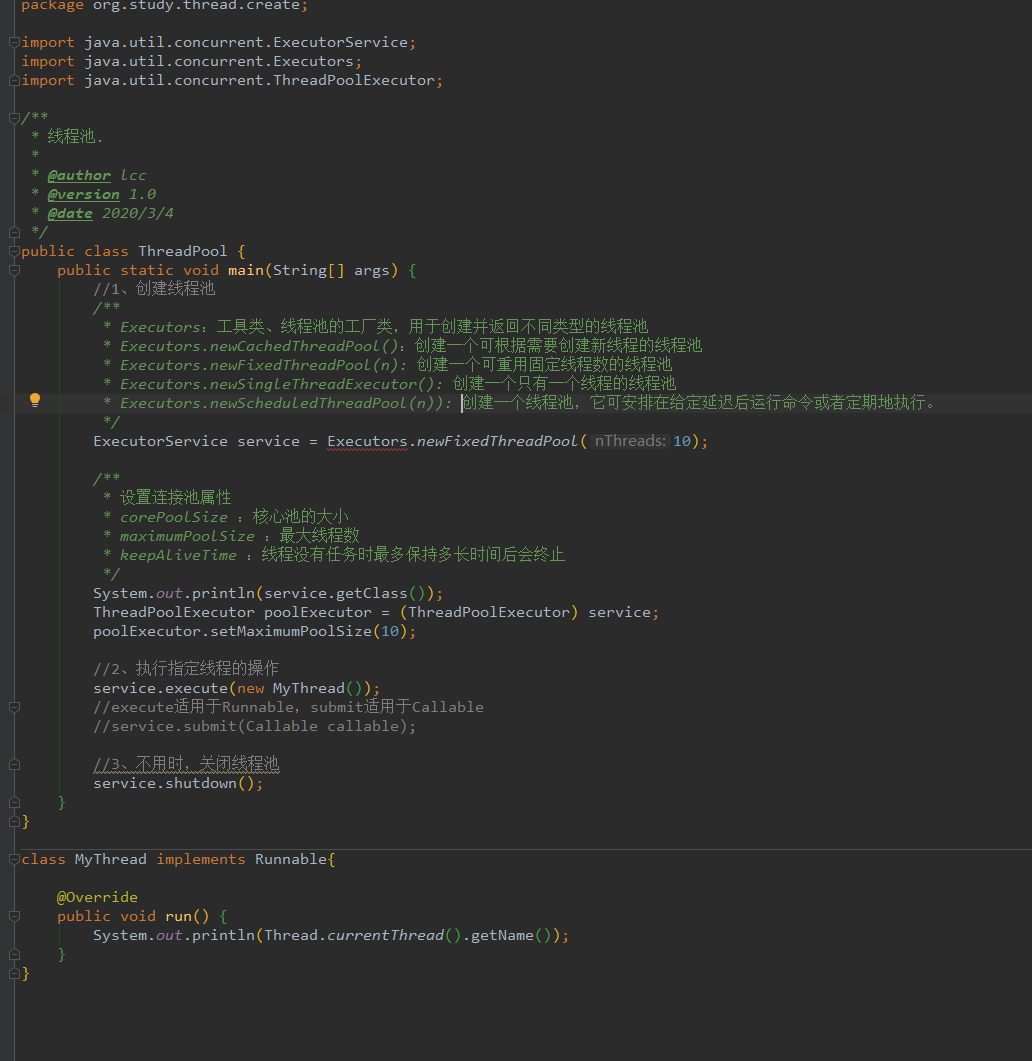 package org.study.thread.create;
import java.util.concurrent.ExecutorService;
import java.util.concurrent.Executors;
import java.util.concurrent.ThreadPoolExecutor;
/**
 * 线程池.
 *
 * @author lcc
 * @version 1.0
 * @date 2020/3/4
 */
public class ThreadPool {
    public static void main(String[] args) {
        //1、创建线程池
        /**
         * Executors：工具类、线程池的工厂类，用于创建并返回不同类型的线程池
         * Executors.newCachedThreadPool()：创建一个可根据需要创建新线程的线程池
         * Executors.newFixedThreadPool(n)：创建一个可重用固定线程数的线程池
         * Executors.newSingleThreadExecutor()：创建一个只有一个线程的线程池
         * Executors.newScheduledThreadPool(n))：创建一个线程池，它可安排在给定延迟后运行命令或者定期地执行。
         */
        ExecutorService service = Executors.newFixedThreadPool( nThreads: 10);
        /**
         * 设置连接池属性
         * corePoolSize ：核心池的大小
         * maximumPoolSize ：最大线程数
         * keepAliveTime ：线程没有任务时最多保持多长时间后会终止
         */
        System.out.println(service.getClass());
        ThreadPoolExecutor poolExecutor = (ThreadPoolExecutor) service;
        poolExecutor.setMaximumPoolSize(10);
        //2、执行指定线程的操作
        service.execute(new MyThread());
        //execute适用于Runnable，submit适用于Callable
        //service.submit(Callable callable);
        //3、不用时，关闭线程池
        service.shutdown();
    }
}
class MyThread implements Runnable{
    @Override
    public void run() {
        System.out.println(Thread.currentThread().getName());
    }
}